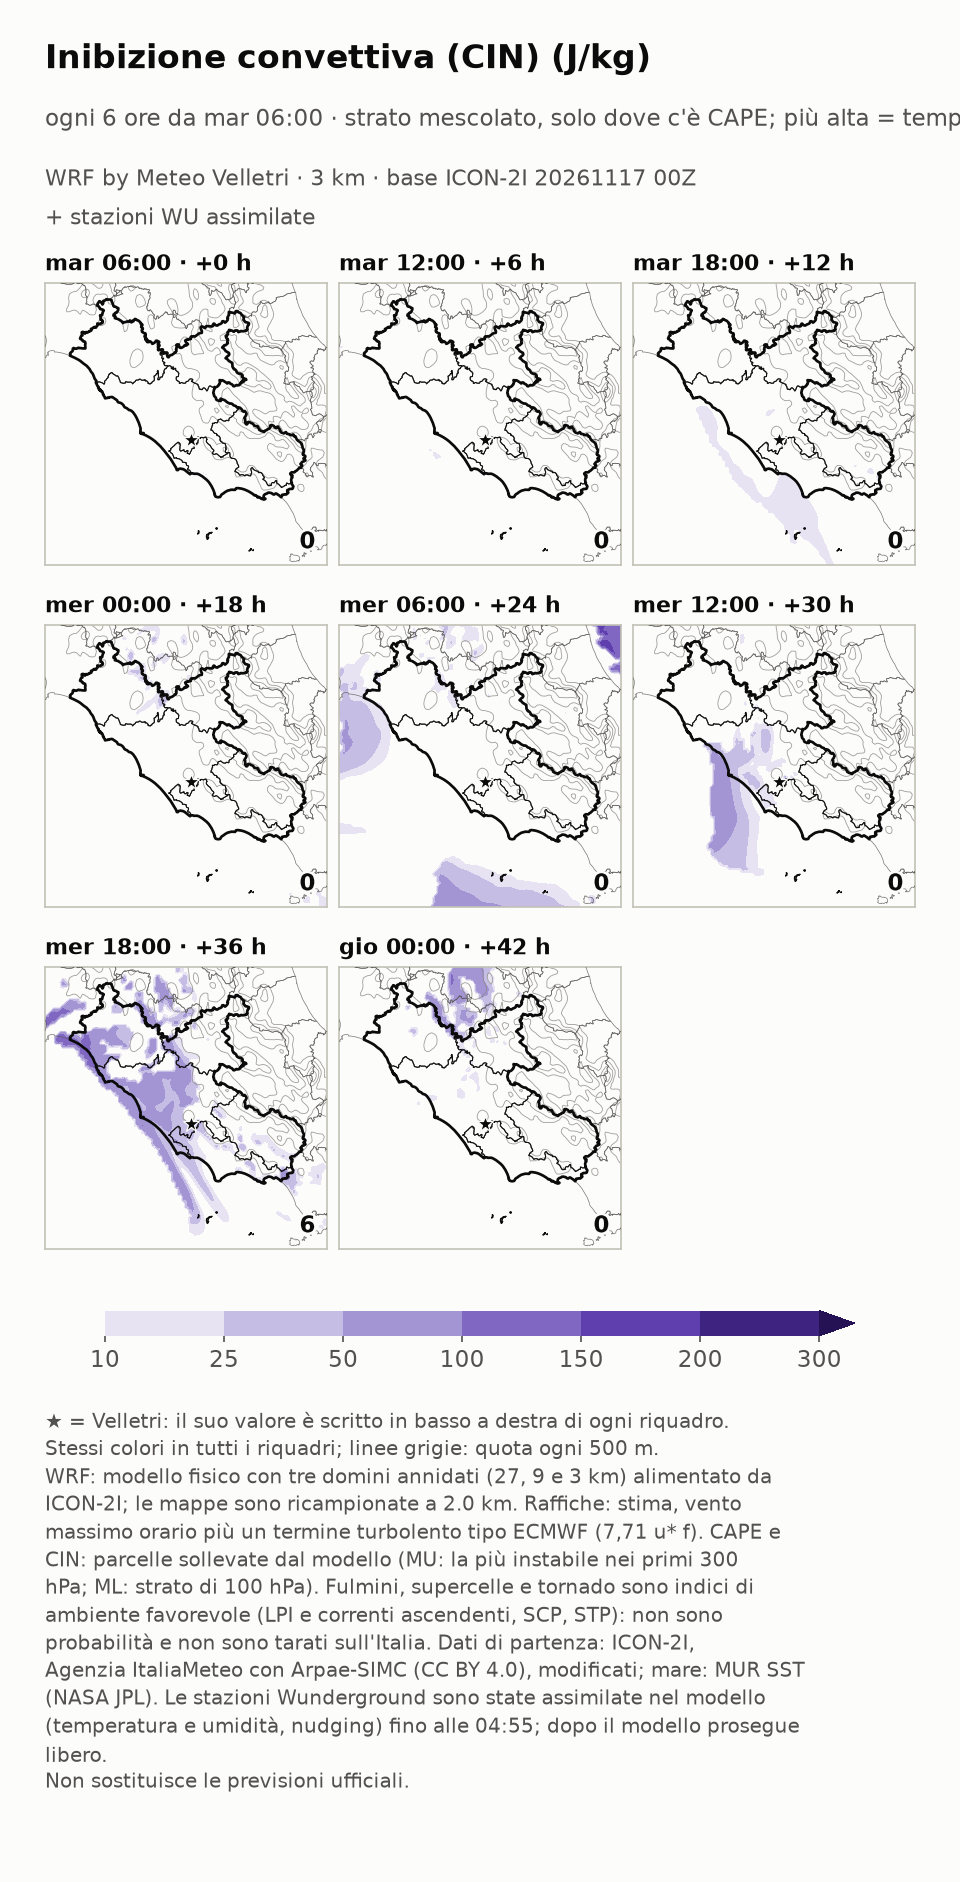 Inibizione convettiva (CIN) (J/kg)
ogni 6 ore da mar 06:00 · strato mescolato, solo dove c'è CAPE; più alta = temp
WRF by Meteo Velletri · 3 km · base ICON-2I 20261117 00Z
+ stazioni WU assimilate
mar 06:00 · +0 h
mar 12:00 · +6 h
mar 18:00 · +12 h
0
0
0
mer 00:00 · +18 h
mer 06:00 · +24 h
mer 12:00 · +30 h
0
0
0
mer 18:00 · +36 h
gio 00:00 · +42 h
6
0
10 25 50 100 150 200 300
★ = Velletri: il suo valore è scritto in basso a destra di ogni riquadro.
Stessi colori in tutti i riquadri; linee grigie: quota ogni 500 m.
WRF: modello fisico con tre domini annidati (27, 9 e 3 km) alimentato da
ICON-2I; le mappe sono ricampionate a 2.0 km. Raffiche: stima, vento
massimo orario più un termine turbolento tipo ECMWF (7,71 u* f). CAPE e
CIN: parcelle sollevate dal modello (MU: la più instabile nei primi 300
hPa; ML: strato di 100 hPa). Fulmini, supercelle e tornado sono indici di
ambiente favorevole (LPI e correnti ascendenti, SCP, STP): non sono
probabilità e non sono tarati sull'Italia. Dati di partenza: ICON-2I,
Agenzia ItaliaMeteo con Arpae-SIMC (CC BY 4.0), modificati; mare: MUR SST
(NASA JPL). Le stazioni Wunderground sono state assimilate nel modello
(temperatura e umidità, nudging) fino alle 04:55; dopo il modello prosegue
libero.
Non sostituisce le previsioni ufficiali.